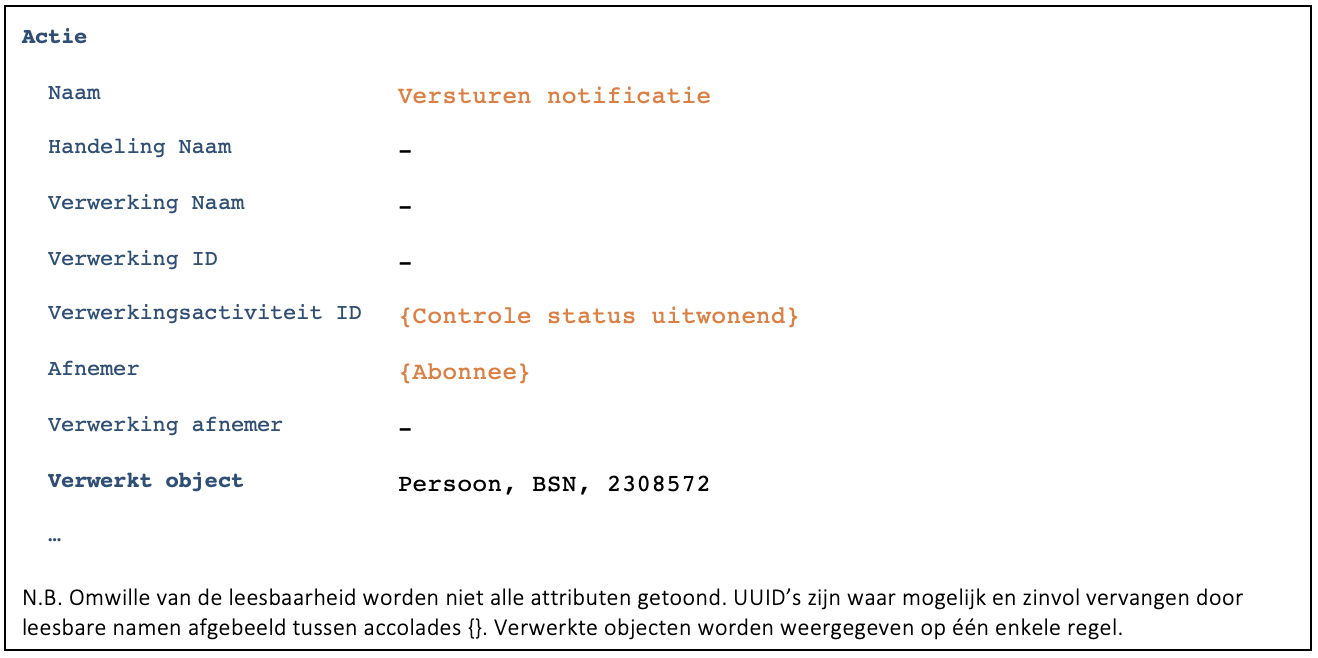 Actie
Naam Versturen notificatie
Handeling Naam –
Verwerking Naam –
Verwerking ID –
Verwerkingsactiviteit ID {Controle status uitwonend}
Afnemer {Abonnee}
Verwerking afnemer –
Verwerkt object Persoon, BSN, 2308572
…
N.B. Omwille van de leesbaarheid worden niet alle attributen getoond. UUID’s zijn waar mogelijk en zinvol vervangen door
leesbare namen afgebeeld tussen accolades {}. Verwerkte objecten worden weergegeven op één enkele regel.